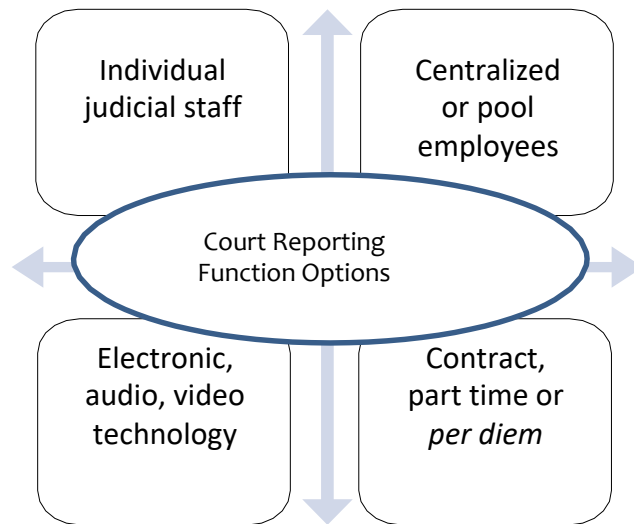 Individual
judicial staff
Centralized
or pool
employees
Court Reporting
Function Options
Electronic,
audio, video
technology
Contract,
part time or
per diem